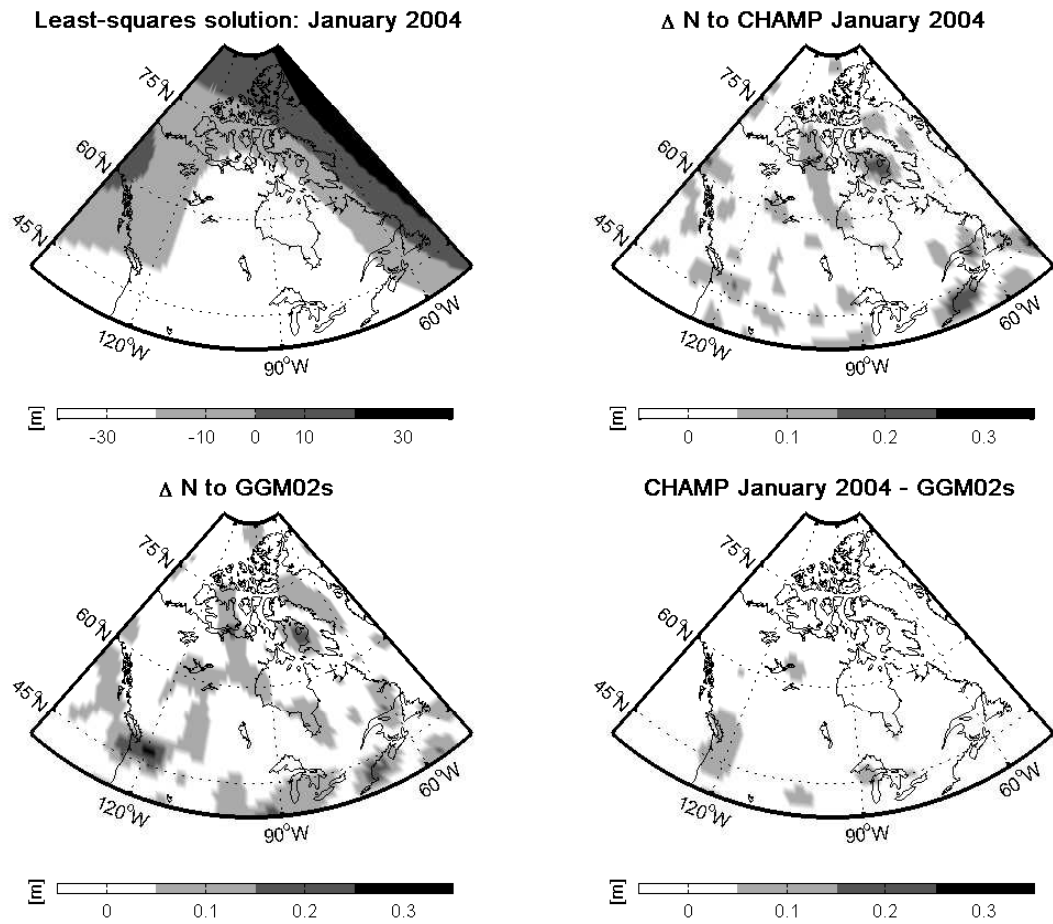 Least-squares solution: January 2004
75°N
60°N
45°N
120°W
90°W
60°W
[m]
-30 -10 0 10 30
Δ N to CHAMP January 2004
75°N
60°N
45°N
120°W
90°W
60°W
[m]
0 0.1 0.2 0.3
Δ N to GGM02s
75°N
60°N
45°N
120°W
90°W
60°W
[m]
0 0.1 0.2 0.3
CHAMP January 2004 - GGM02s
75°N
60°N
45°N
120°W
90°W
60°W
[m]
0 0.1 0.2 0.3